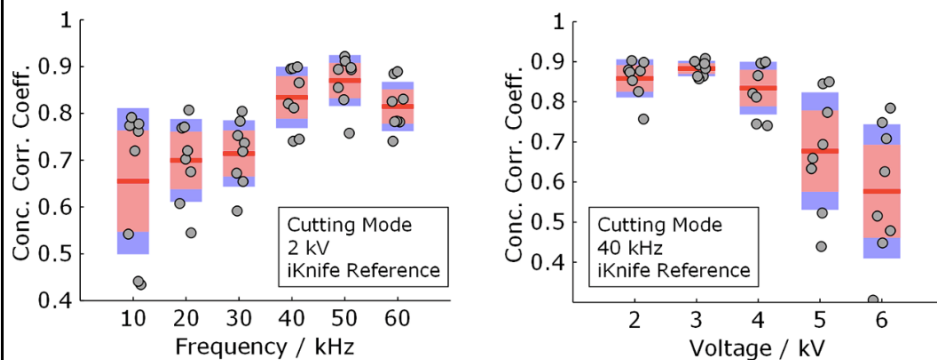 Conc. Corr. Coeff.
1
0.9
0.8
0.7
0.6
0.5
0.4
Cutting Mode
2 kV
iKnife Reference
10 20 30 40 50 60
Frequency / kHz
Conc. Corr. Coeff.
1
0.9
0.8
0.7
0.6
0.5
0.4
Cutting Mode
40 kHz
iKnife Reference
2 3 4 5 6
Voltage / kV